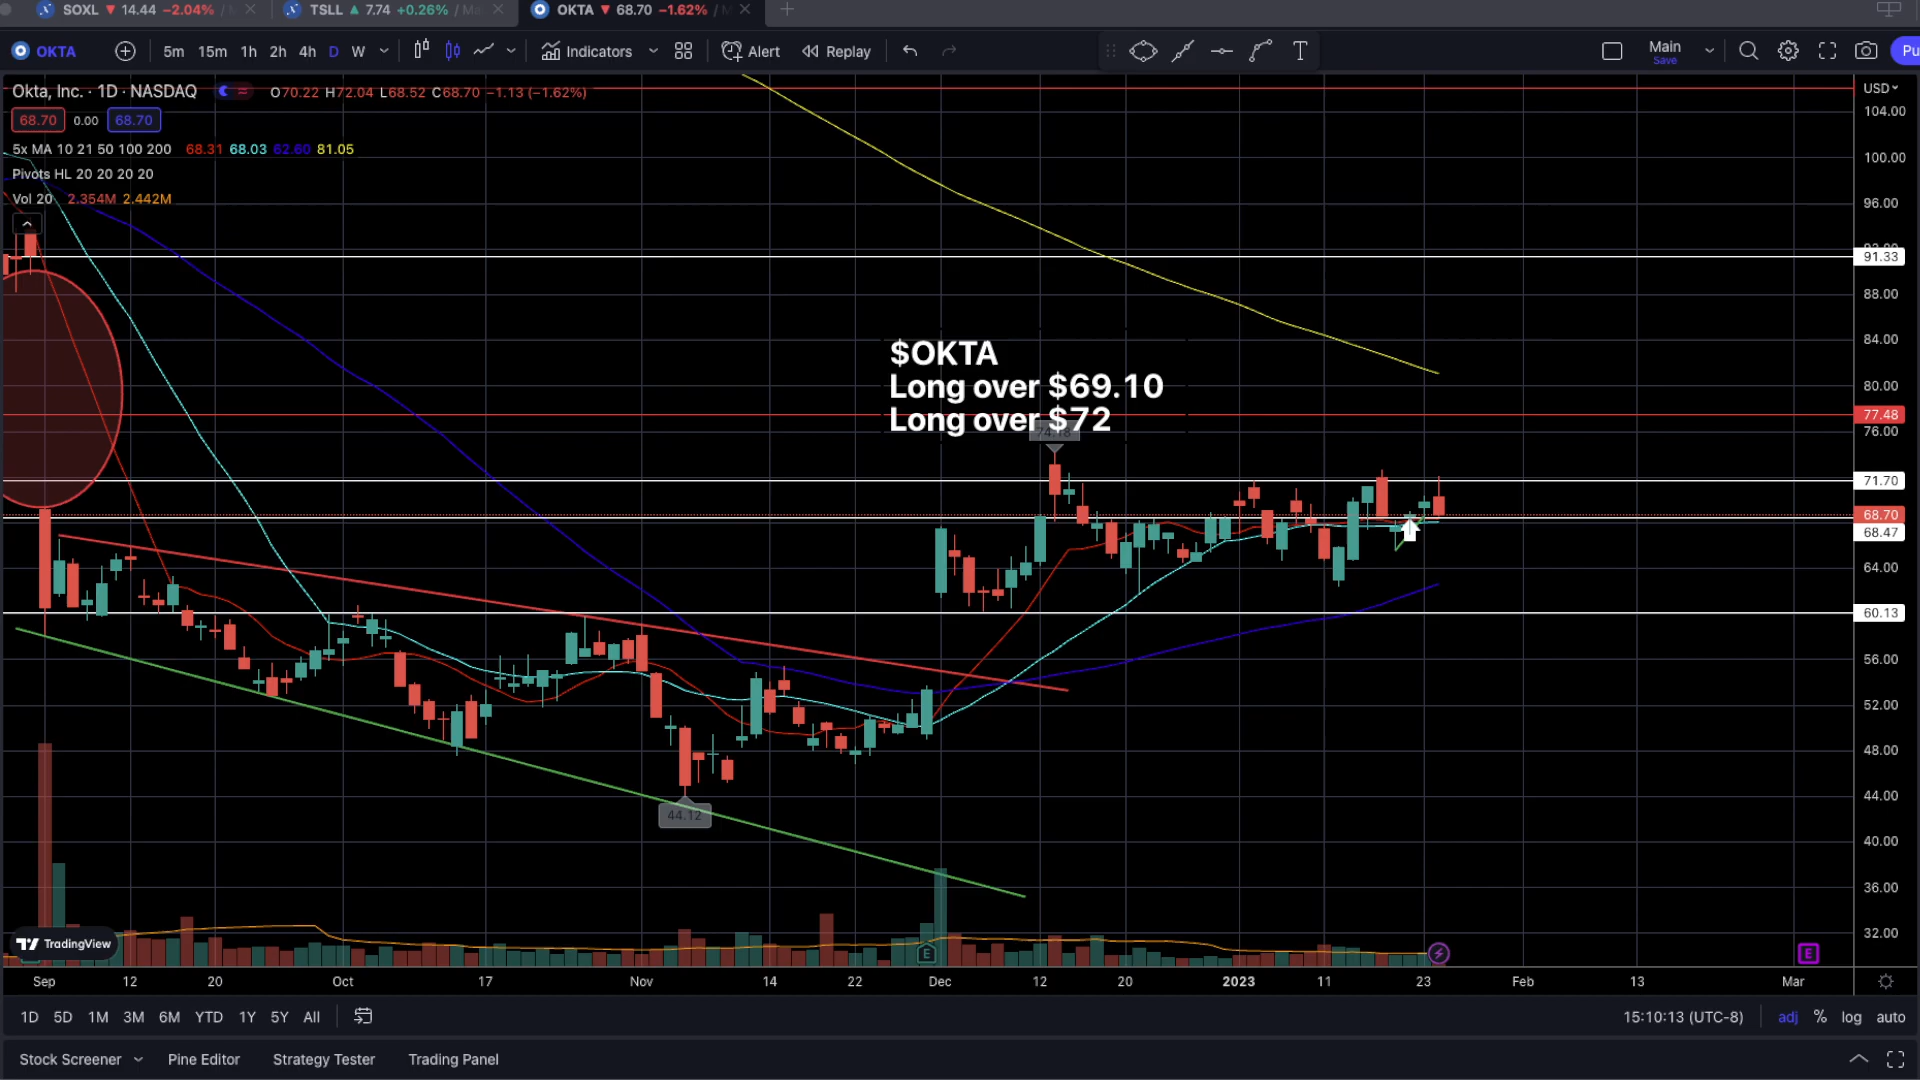 SOXL ▼ 14.44 −2.04% /
TSLL ▲ 7.74 +0.26% /
OKTA ▼ 68.70 −1.62% /
OKTA
5m 15m 1h 2h 4h D W
Indicators
Alert
Replay
T
Main
Save
Pu
Okta, Inc. · 1D · NASDAQ
O70.22 H72.04 L68.52 C68.70 −1.13 (−1.62%)
68.70 0.00 68.70
5x MA 10 21 50 100 200 68.31 68.03 62.60 81.05
Pivots HL 20 20 20 20
Vol 20 2.354M 2.442M
$OKTA
Long over $69.10
Long over $72
74.18
44.12
USD
104.00
100.00
96.00
91.33
88.00
84.00
80.00
77.48
76.00
71.70
68.70
68.47
64.00
60.13
56.00
52.00
48.00
44.00
40.00
36.00
32.00
TradingView
E
E
Sep 12 20 Oct 17 Nov 14 22 Dec 12 20 2023 11 23 Feb 13 Mar
1D 5D 1M 3M 6M YTD 1Y 5Y All
15:10:13 (UTC-8)
adj % log auto
Stock Screener
Pine Editor
Strategy Tester
Trading Panel